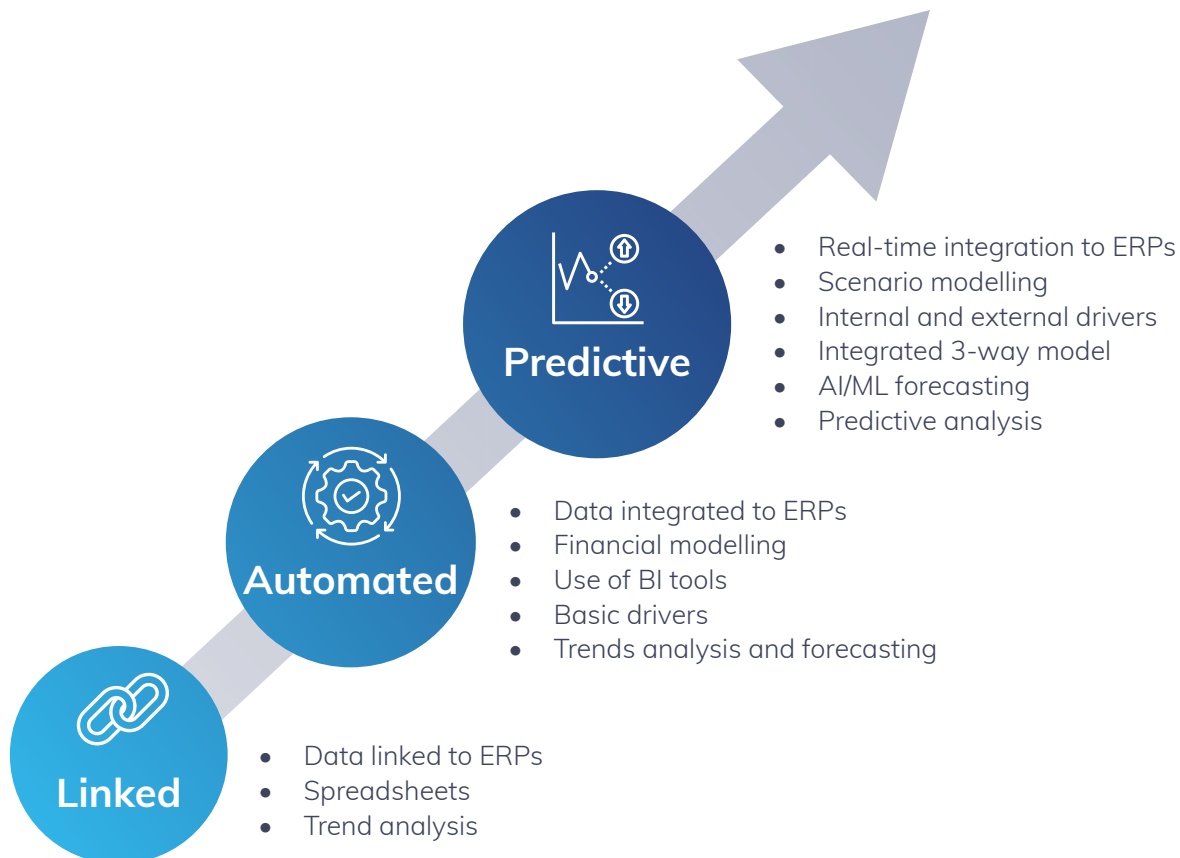 Predictive
• Real-time integration to ERPs
• Scenario modelling
• Internal and external drivers
• Integrated 3-way model
• AI/ML forecasting
• Predictive analysis
Automated
• Data integrated to ERPs
• Financial modelling
• Use of BI tools
• Basic drivers
• Trends analysis and forecasting
Linked
• Data linked to ERPs
• Spreadsheets
• Trend analysis